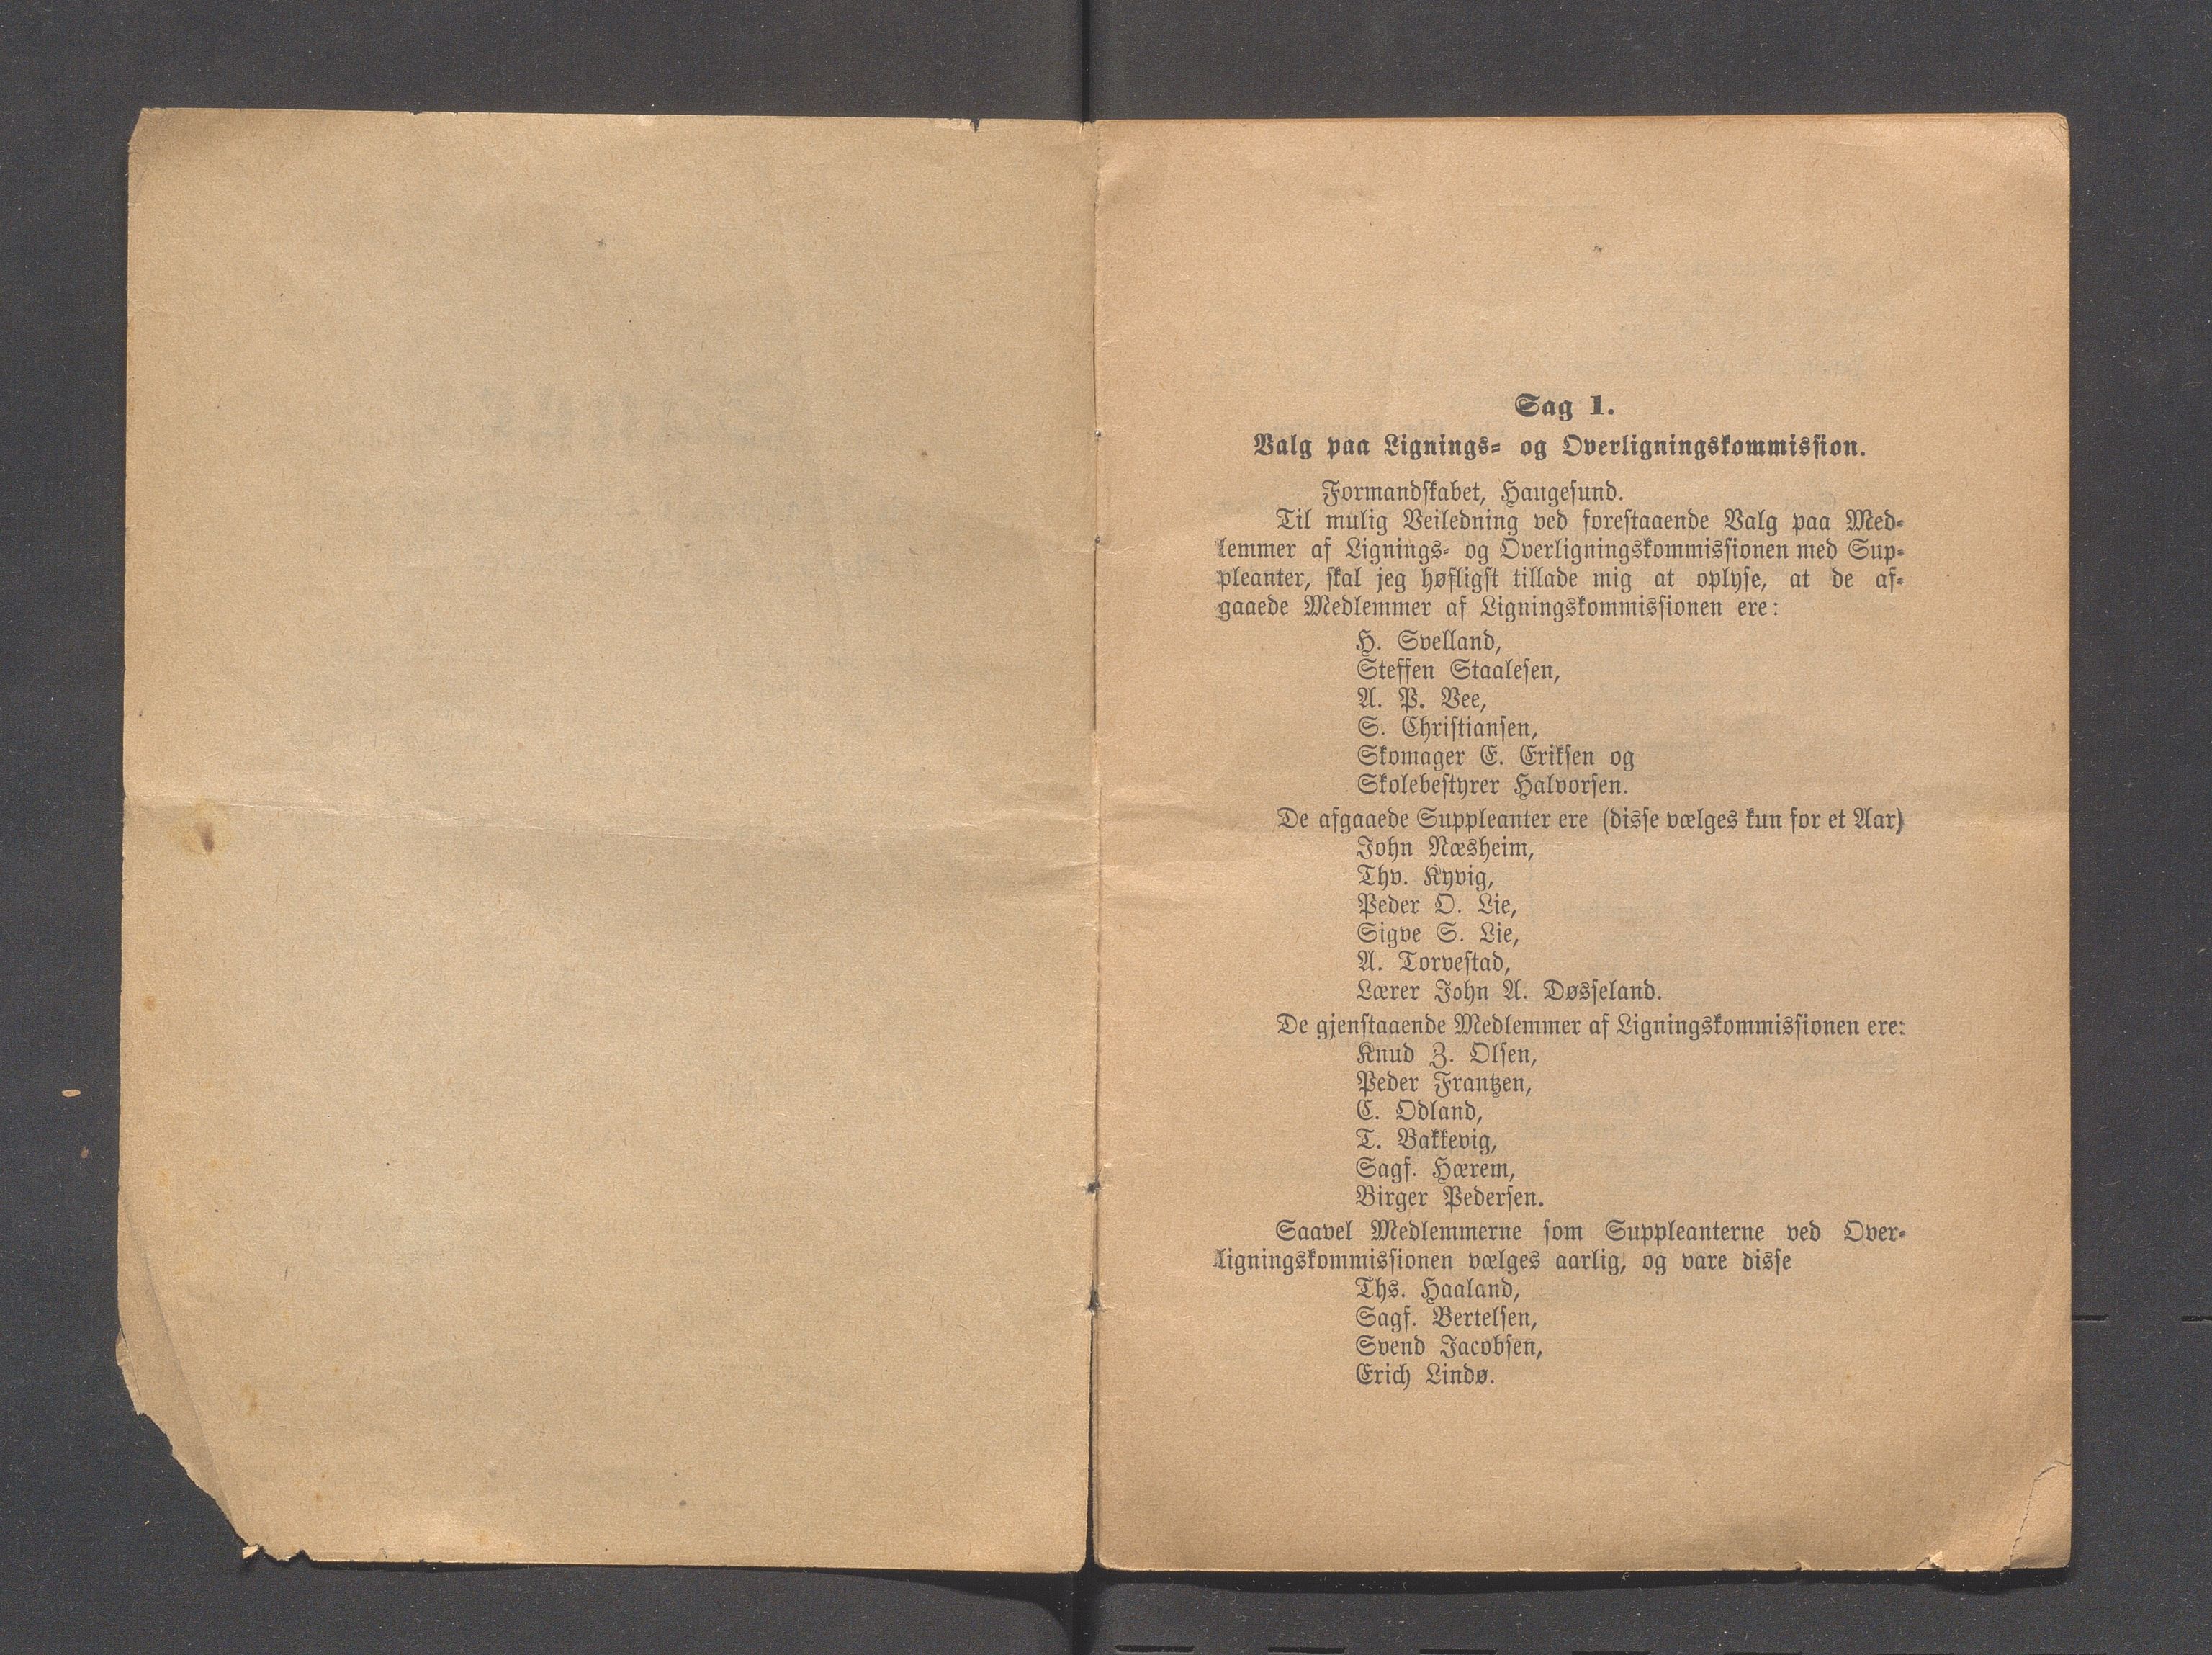 Sag 1.
Valg paa Lignings- og Overligningskommission.
Formandskabet, Haugesund.
Til mulig Veiledning ved forestaaende Valg paa Med-
lemmer af Lignings- og Overligningskommissionen med Sup-
pleanter, skal jeg høfligst tillade mig at oplyse, at de af-
gaaede Medlemmer af Ligningskommissionen ere:
H. Svelland,
Steffen Staalesen,
A. P. Vee,
S. Christiansen,
Skomager E. Eriksen og
Skolebestyrer Halvorsen.
De afgaaede Suppleanter ere (disse vælges kun for et Aar)
John Næsheim,
Thv. Kyvig,
Peder O. Lie,
Sigve S. Lie,
A. Torvestad,
Lærer John A. Døsseland.
De gjenstaaende Medlemmer af Ligningskommissionen ere:
Knud Z. Olsen,
Peder Frantzen,
C. Odland,
T. Bakkevig,
Sagf. Hærem,
Birger Pedersen.
Saavel Medlemmerne som Suppleanterne ved Over-
ligningskommissionen vælges aarlig, og vare disse
Ths. Haaland,
Sagf. Bertelsen,
Svend Jacobsen,
Erich Lindø.